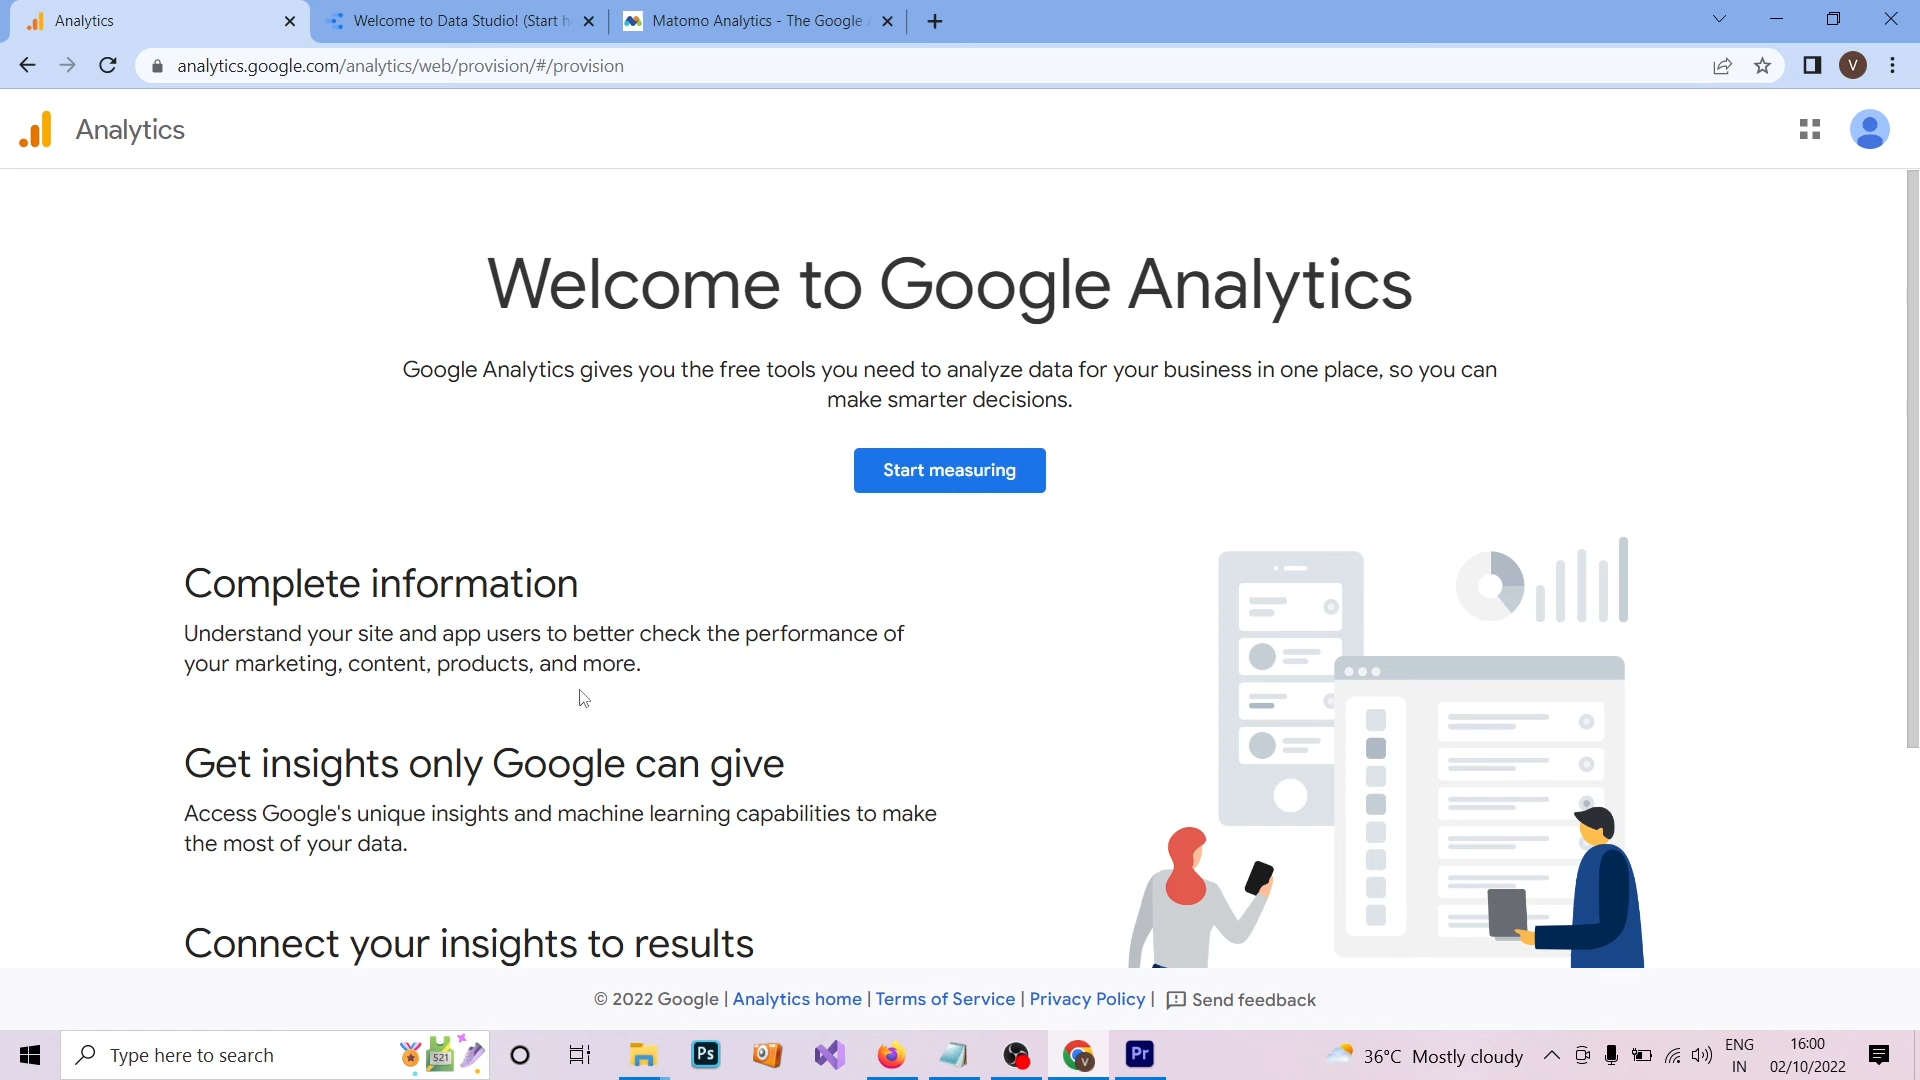 Analytics
Welcome to Data Studio! (Start h
Matomo Analytics - The Google A
analytics.google.com/analytics/web/provision/#/provision
V
Analytics
Welcome to Google Analytics
Google Analytics gives you the free tools you need to analyze data for your business in one place, so you can
make smarter decisions.
Start measuring
Complete information
Understand your site and app users to better check the performance of
your marketing, content, products, and more.
Get insights only Google can give
Access Google's unique insights and machine learning capabilities to make
the most of your data.
Connect your insights to results
© 2022 Google | Analytics home | Terms of Service | Privacy Policy | Send feedback
Type here to search
521
Ps
V
Pr
36°C Mostly cloudy
ENG
IN
16:00
02/10/2022